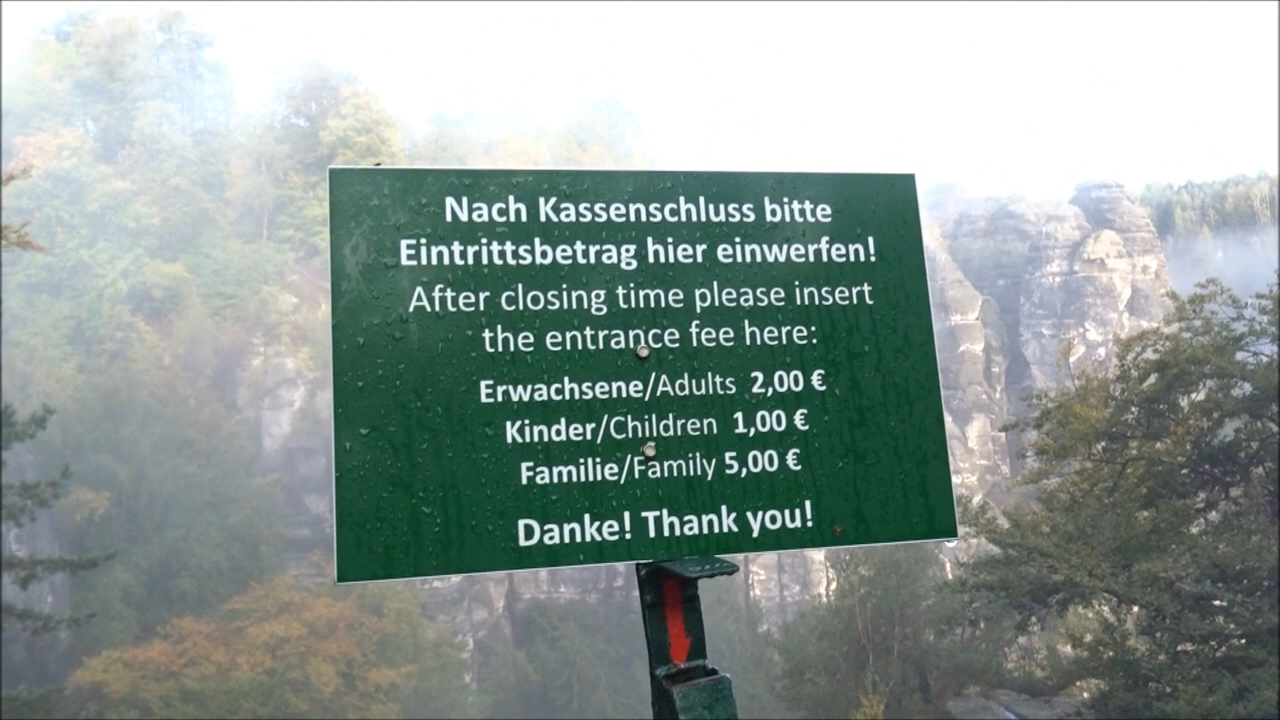 Nach Kassenschluss bitte
Eintrittsbetrag hier einwerfen!
After closing time please insert
the entrance fee here:
Erwachsene/Adults 2,00 €
Kinder/Children 1,00 €
Familie/Family 5,00 €
Danke! Thank you!